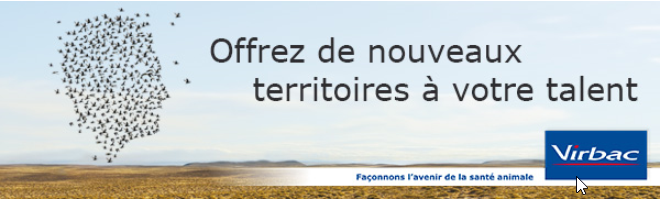 Offrez de nouveaux
territoires à votre talent
Virbac
Façonnons l'avenir de la santé animale